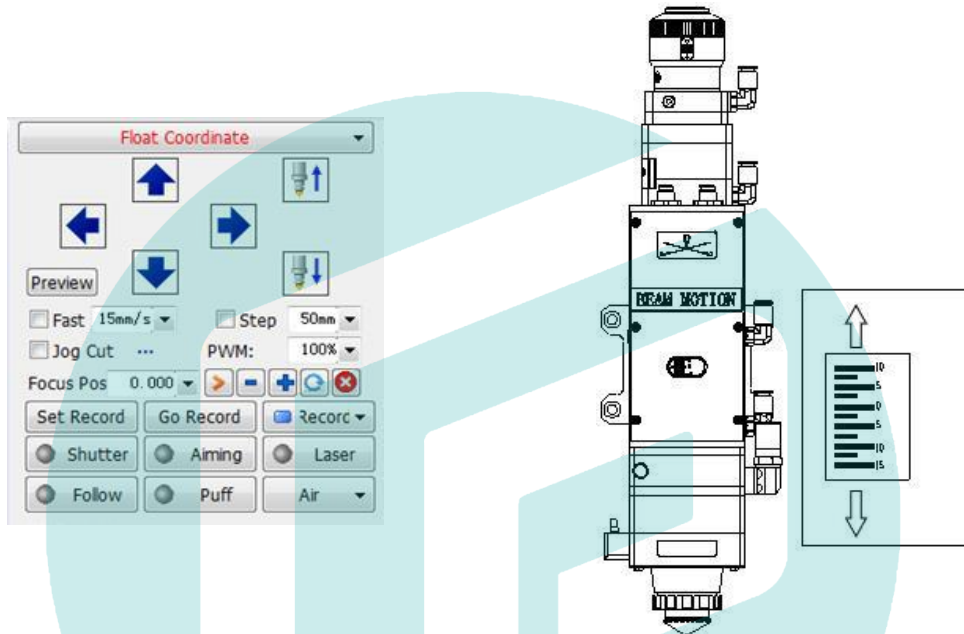 Float Coordinate
Preview
Fast 15mm/s Step 50mm
Jog Cut ... PWM: 100%
Focus Pos 0.000
Set Record Go Record Record
Shutter Aiming Laser
Follow Puff Air
BEAM MOTION
10
5
0
5
10
15
B